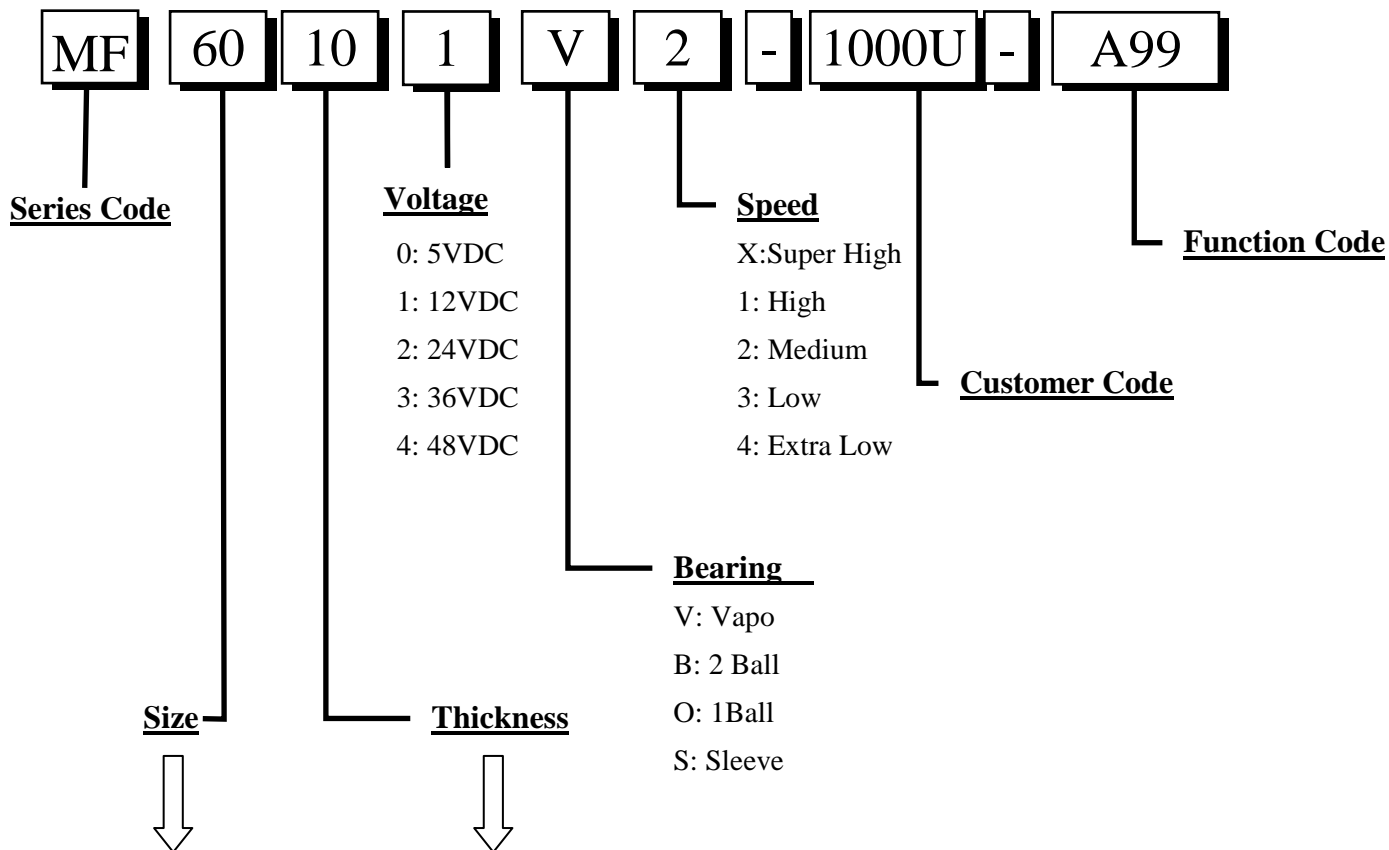 MF 60 10 1 V 2 - 1000U - A99
Series Code
Voltage
0: 5VDC
1: 12VDC
2: 24VDC
3: 36VDC
4: 48VDC
Speed
X:Super High
1: High
2: Medium
3: Low
4: Extra Low
Function Code
Customer Code
Bearing
V: Vapo
B: 2 Ball
O: 1Ball
S: Sleeve
Size
Thickness